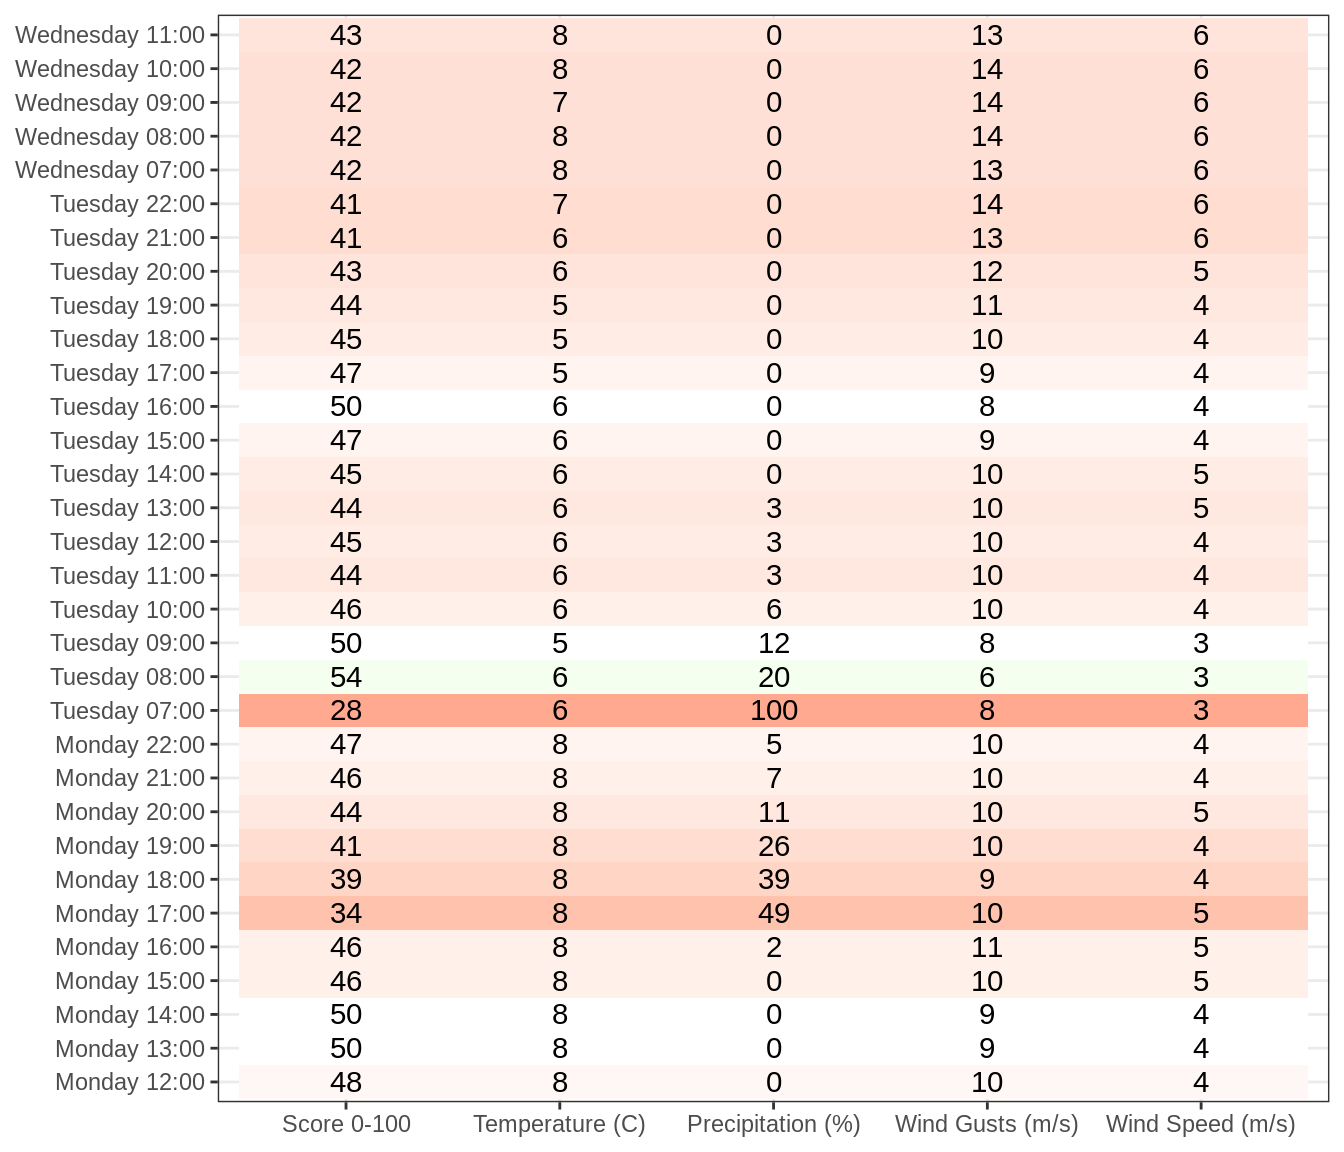 Wednesday 11:00 43 8 0 13 6
Wednesday 10:00 42 8 0 14 6
Wednesday 09:00 42 7 0 14 6
Wednesday 08:00 42 8 0 14 6
Wednesday 07:00 42 8 0 13 6
Tuesday 22:00 41 7 0 14 6
Tuesday 21:00 41 6 0 13 6
Tuesday 20:00 43 6 0 12 5
Tuesday 19:00 44 5 0 11 4
Tuesday 18:00 45 5 0 10 4
Tuesday 17:00 47 5 0 9 4
Tuesday 16:00 50 6 0 8 4
Tuesday 15:00 47 6 0 9 4
Tuesday 14:00 45 6 0 10 5
Tuesday 13:00 44 6 3 10 5
Tuesday 12:00 45 6 3 10 4
Tuesday 11:00 44 6 3 10 4
Tuesday 10:00 46 6 6 10 4
Tuesday 09:00 50 5 12 8 3
Tuesday 08:00 54 6 20 6 3
Tuesday 07:00 28 6 100 8 3
Monday 22:00 47 8 5 10 4
Monday 21:00 46 8 7 10 4
Monday 20:00 44 8 11 10 5
Monday 19:00 41 8 26 10 4
Monday 18:00 39 8 39 9 4
Monday 17:00 34 8 49 10 5
Monday 16:00 46 8 2 11 5
Monday 15:00 46 8 0 10 5
Monday 14:00 50 8 0 9 4
Monday 13:00 50 8 0 9 4
Monday 12:00 48 8 0 10 4
Score 0-100 Temperature (C) Precipitation (%) Wind Gusts (m/s) Wind Speed (m/s)